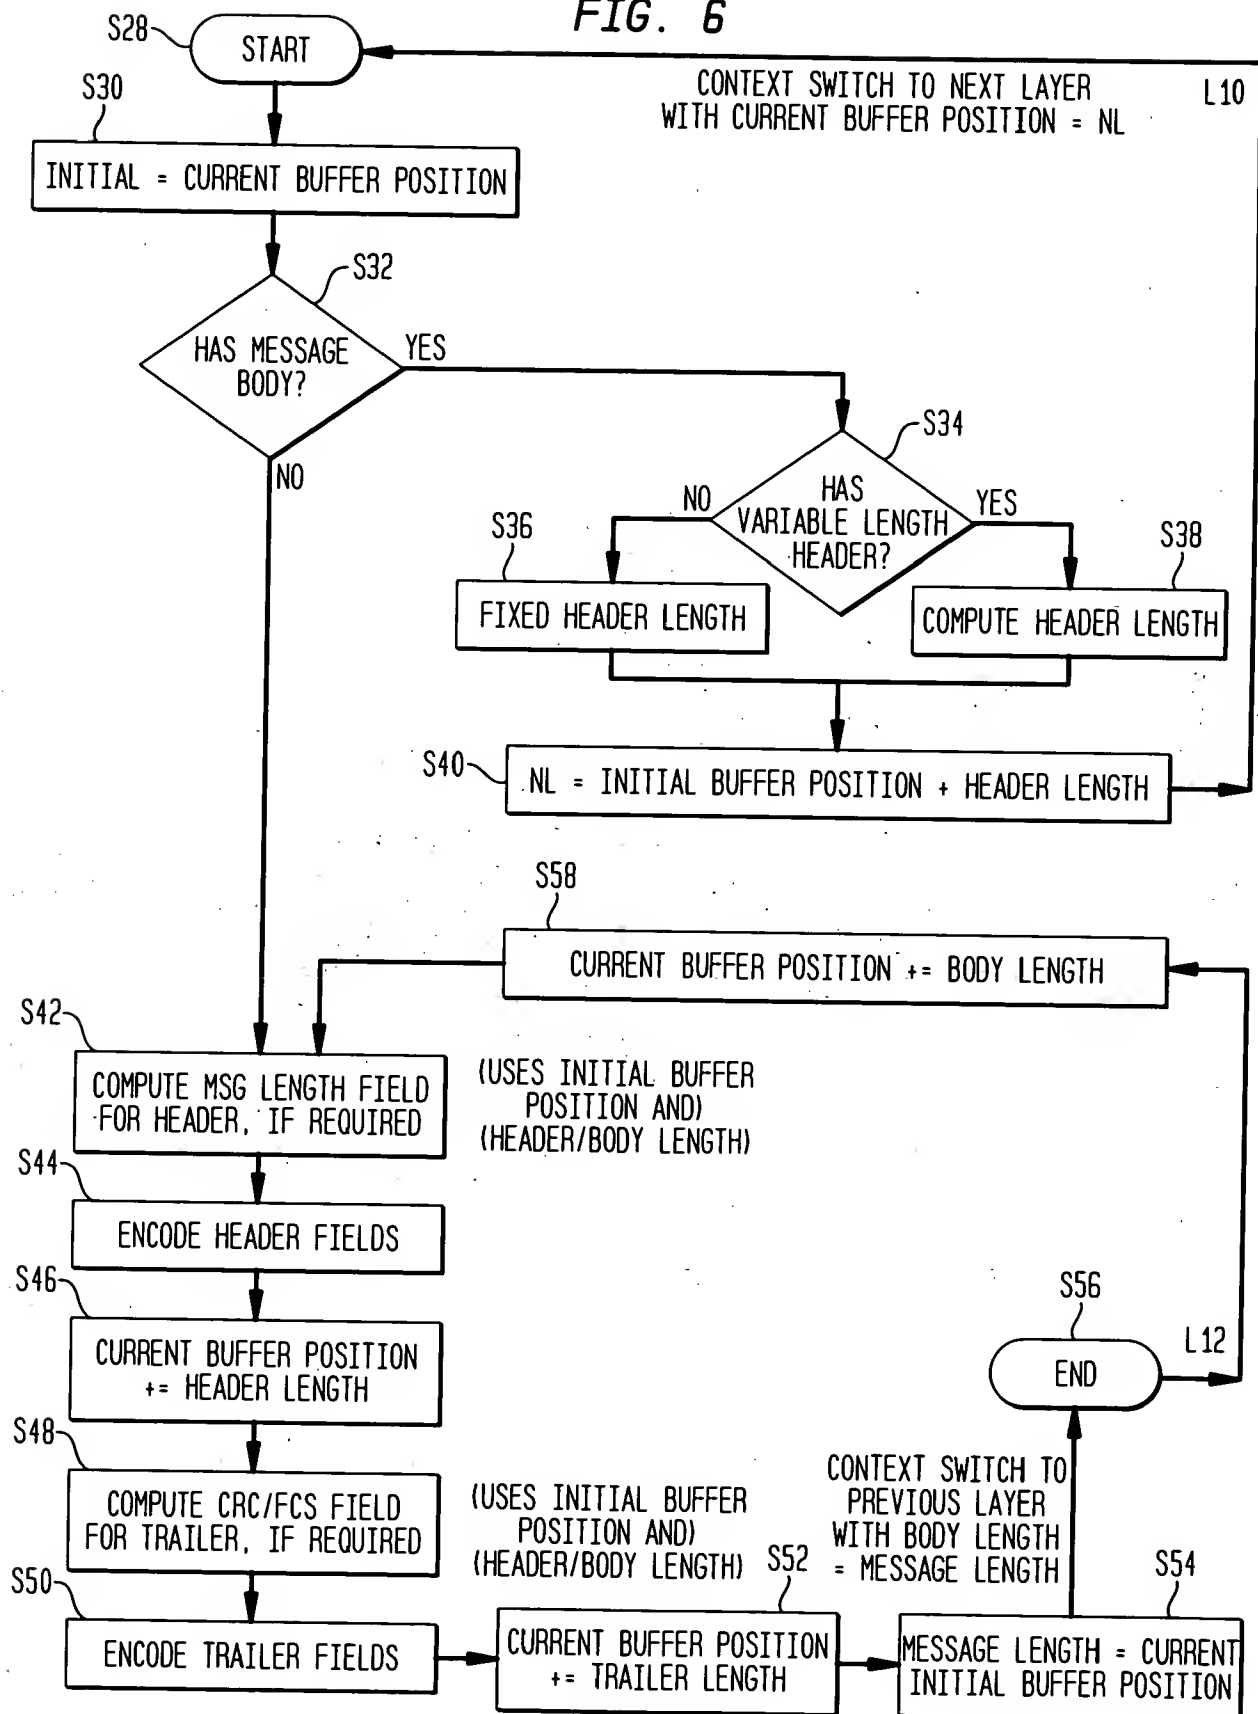 FIG. 6
S28
START
CONTEXT SWITCH TO NEXT LAYER
WITH CURRENT BUFFER POSITION = NL
L10
S30
INITIAL = CURRENT BUFFER POSITION
S32
HAS MESSAGE
BODY?
YES
NO
S34
HAS
VARIABLE LENGTH
HEADER?
NO
YES
S36
FIXED HEADER LENGTH
S38
COMPUTE HEADER LENGTH
S40
NL = INITIAL BUFFER POSITION + HEADER LENGTH
S58
CURRENT BUFFER POSITION += BODY LENGTH
S42
COMPUTE MSG LENGTH FIELD
FOR HEADER, IF REQUIRED
(USES INITIAL BUFFER
POSITION AND)
(HEADER/BODY LENGTH)
S44
ENCODE HEADER FIELDS
S46
CURRENT BUFFER POSITION
+= HEADER LENGTH
S48
COMPUTE CRC/FCS FIELD
FOR TRAILER, IF REQUIRED
(USES INITIAL BUFFER
POSITION AND)
(HEADER/BODY LENGTH)
S50
ENCODE TRAILER FIELDS
S52
CURRENT BUFFER POSITION
+= TRAILER LENGTH
S54
MESSAGE LENGTH = CURRENT
INITIAL BUFFER POSITION
CONTEXT SWITCH TO
PREVIOUS LAYER
WITH BODY LENGTH
= MESSAGE LENGTH
S56
END
L12